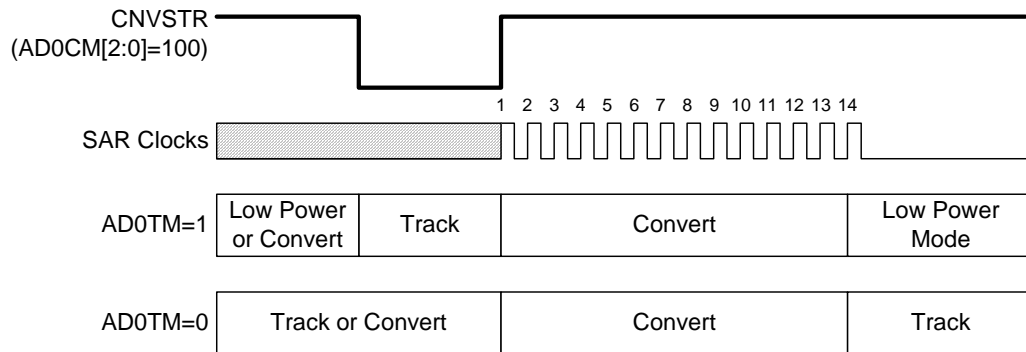 CNVSTR
(AD0CM[2:0]=100)
1 2 3 4 5 6 7 8 9 10 11 12 13 14
SAR Clocks
AD0TM=1
Low Power
or Convert
Track
Convert
Low Power
Mode
AD0TM=0
Track or Convert
Convert
Track